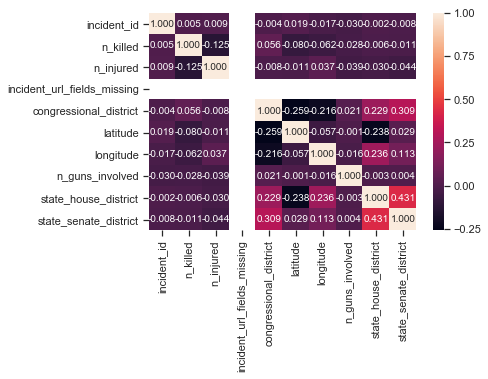 incident_id 1.000 0.005 0.009 -0.004 0.019 -0.017 -0.030 -0.002 -0.008
n_killed 0.005 1.000 -0.125 0.056 -0.080 -0.062 -0.028 -0.006 -0.011
n_injured 0.009 -0.125 1.000 -0.008 -0.011 0.037 -0.039 -0.030 -0.044
incident_url_fields_missing
congressional_district -0.004 0.056 -0.008 1.000 -0.259 -0.216 0.021 0.229 0.309
latitude 0.019 -0.080 -0.011 -0.259 1.000 -0.057 -0.001 -0.238 0.029
longitude -0.017 -0.062 0.037 -0.216 -0.057 1.000 -0.016 0.236 0.113
n_guns_involved -0.030 -0.028 -0.039 0.021 -0.001 -0.016 1.000 -0.003 0.004
state_house_district -0.002 -0.006 -0.030 0.229 -0.238 0.236 -0.003 1.000 0.431
state_senate_district -0.008 -0.011 -0.044 0.309 0.029 0.113 0.004 0.431 1.000
incident_id
n_killed
n_injured
incident_url_fields_missing
congressional_district
latitude
longitude
n_guns_involved
state_house_district
state_senate_district
1.00
0.75
0.50
0.25
0.00
-0.25